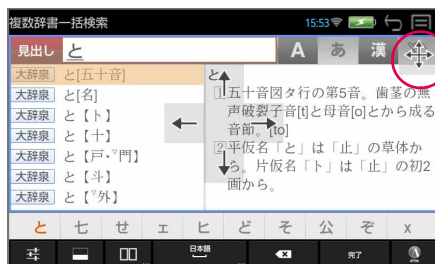 複数辞書一括検索 15:53
見出し と A あ 漢
大辞泉 と[五十音]
大辞泉 と[名]
大辞泉 と【ト】
大辞泉 と【十】
大辞泉 と【戸・▽門】
大辞泉 と【斗】
大辞泉 と【▽外】
と
1五十音図タ行の第5音。歯茎の無
声破裂子音[t]と母音[o]とから成る
音節。[to]
2平仮名「と」は「止」の草体か
ら。片仮名「ト」は「止」の初2
画から。
と 七 せ エ ヒ ど そ 公 ぞ x
日本語 完了